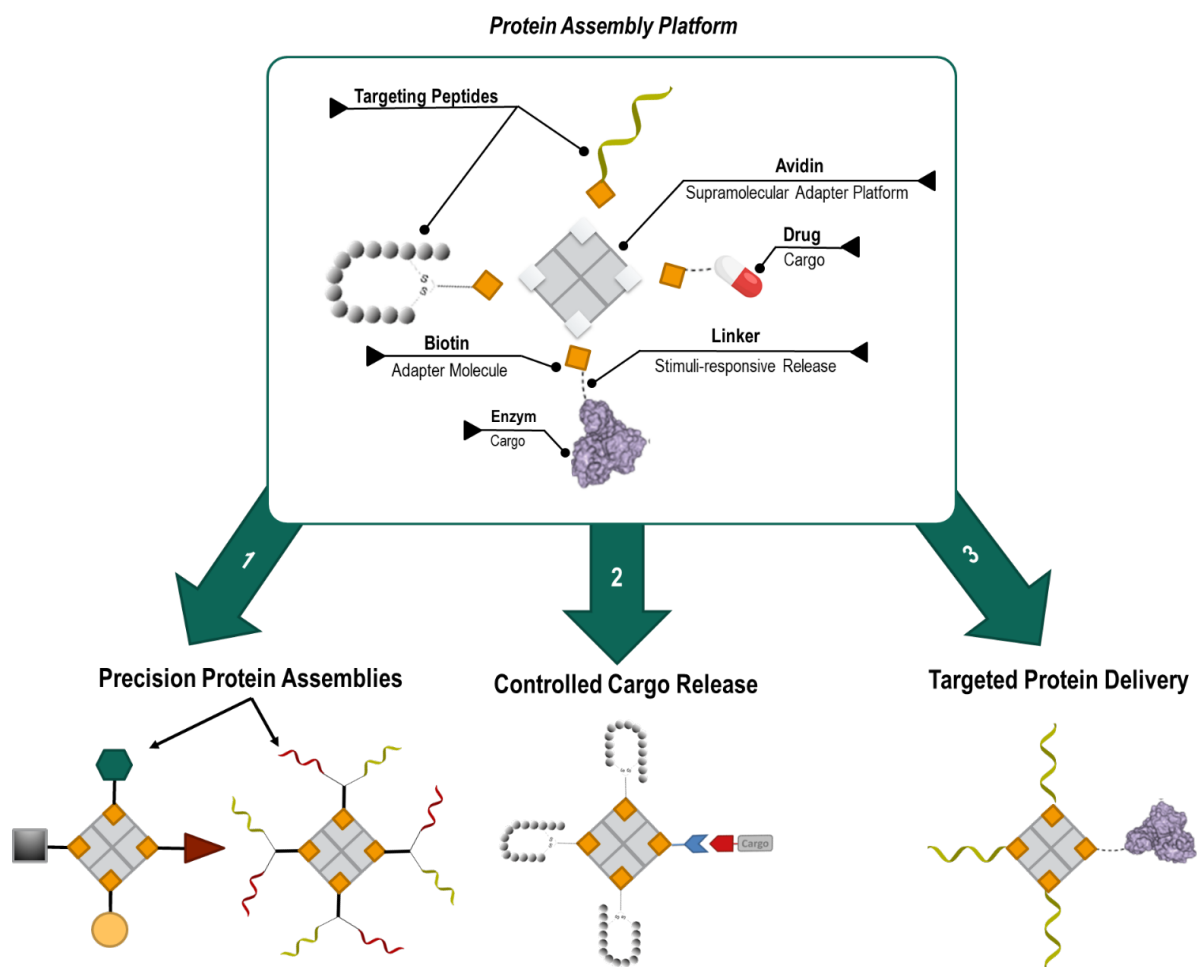 Protein Assembly Platform
Targeting Peptides
Avidin
Supramolecular Adapter Platform
Drug
Cargo
S
S
Biotin
Adapter Molecule
Linker
Stimuli-responsive Release
Enzym
Cargo
1
2
3
Precision Protein Assemblies
Controlled Cargo Release
Targeted Protein Delivery
S S
S
S
Cargo
S S